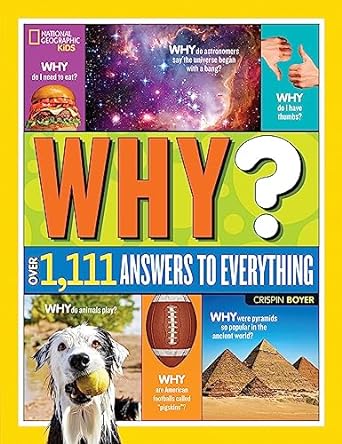 NATIONAL GEOGRAPHIC
KiDS
WHY
do I need to eat?
WHY do astronomers
say the universe began
with a bang?
WHY
do I have
thumbs?
WHY?
OVER 1,111 ANSWERS TO EVERYTHING
CRISPIN BOYER
WHY do animals play?
WHY
are American
footballs called
"pigskins"?
WHY were pyramids
so popular in the
ancient world?